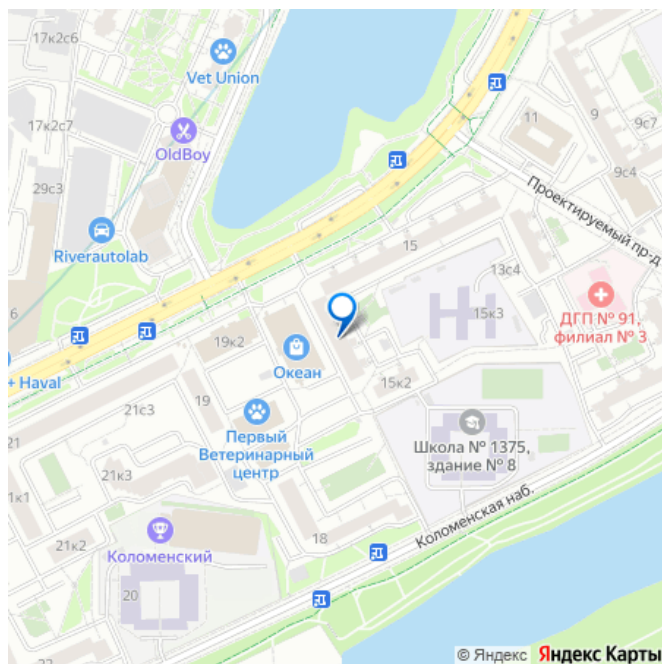 17к2с6
Vet Union
17к2с7
OldBoy
29с3
Riverautolab
11
9
9с7
9с4
Проектируемый пр-д
15
13с4
15к3
ДГП № 91,
филиал № 3
6
+ Haval
19к2
Океан
15к2
21с3
19
21
Первый
Ветеринарный
центр
Школа № 1375,
здание № 8
21к3
1к1
Коломенская наб.
18
Коломенский
21к2
20
22
© Яндекс Яндекс Карты